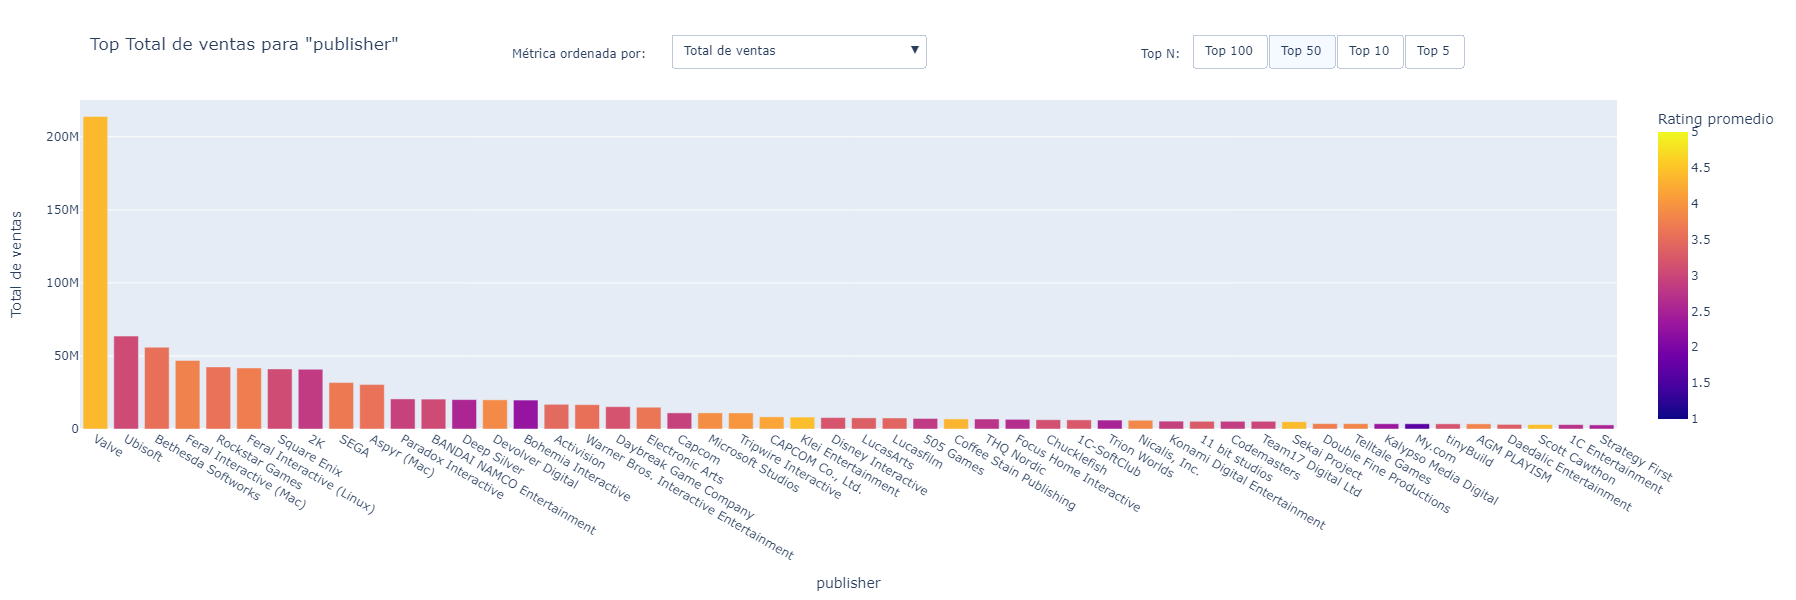 Top Total de ventas para "publisher"
Métrica ordenada por:
Total de ventas ▼
Top N:
Top 100
Top 50
Top 10
Top 5
Rating promedio
5
4.5
4
3.5
3
2.5
2
1.5
1
Total de ventas
200M
150M
100M
50M
0
Valve
Ubisoft
Bethesda Softworks
Feral Interactive (Mac)
Rockstar Games
Feral Interactive (Linux)
Square Enix
2K
SEGA
Aspyr (Mac)
Paradox Interactive
BANDAI NAMCO Entertainment
Deep Silver
Devolver Digital
Bohemia Interactive
Activision
Warner Bros. Interactive Entertainment
Daybreak Game Company
Electronic Arts
Capcom
Microsoft Studios
Tripwire Interactive
CAPCOM Co., Ltd.
Klei Entertainment
Disney Interactive
LucasArts
Lucasfilm
505 Games
Coffee Stain Publishing
THQ Nordic
Focus Home Interactive
Chucklefish
1C-SoftClub
Trion Worlds
Nicalis, Inc.
Konami Digital Entertainment
11 bit studios
Codemasters
Team17 Digital Ltd
Sekai Project
Double Fine Productions
Telltale Games
Kalypso Media Digital
My.com
tinyBuild
AGM PLAYISM
Daedalic Entertainment
Scott Cawthon
1C Entertainment
Strategy First
publisher